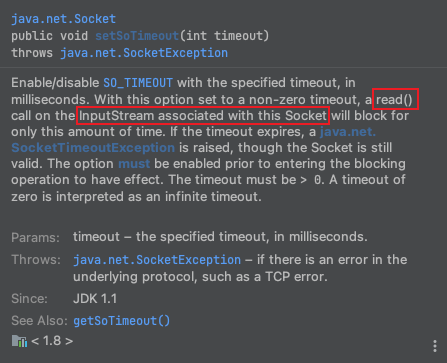 java.net.Socket
public void setSoTimeout(int timeout)
throws java.net.SocketException
Enable/disable SO_TIMEOUT with the specified timeout, in
milliseconds. With this option set to a non-zero timeout, a read()
call on the InputStream associated with this Socket will block for
only this amount of time. If the timeout expires, a java.net.
SocketTimeoutException is raised, though the Socket is still
valid. The option must be enabled prior to entering the blocking
operation to have effect. The timeout must be > 0. A timeout of
zero is interpreted as an infinite timeout.
Params: timeout – the specified timeout, in milliseconds.
Throws: java.net.SocketException – if there is an error in the
underlying protocol, such as a TCP error.
Since: JDK 1.1
See Also: getSoTimeout()
< 1.8 >